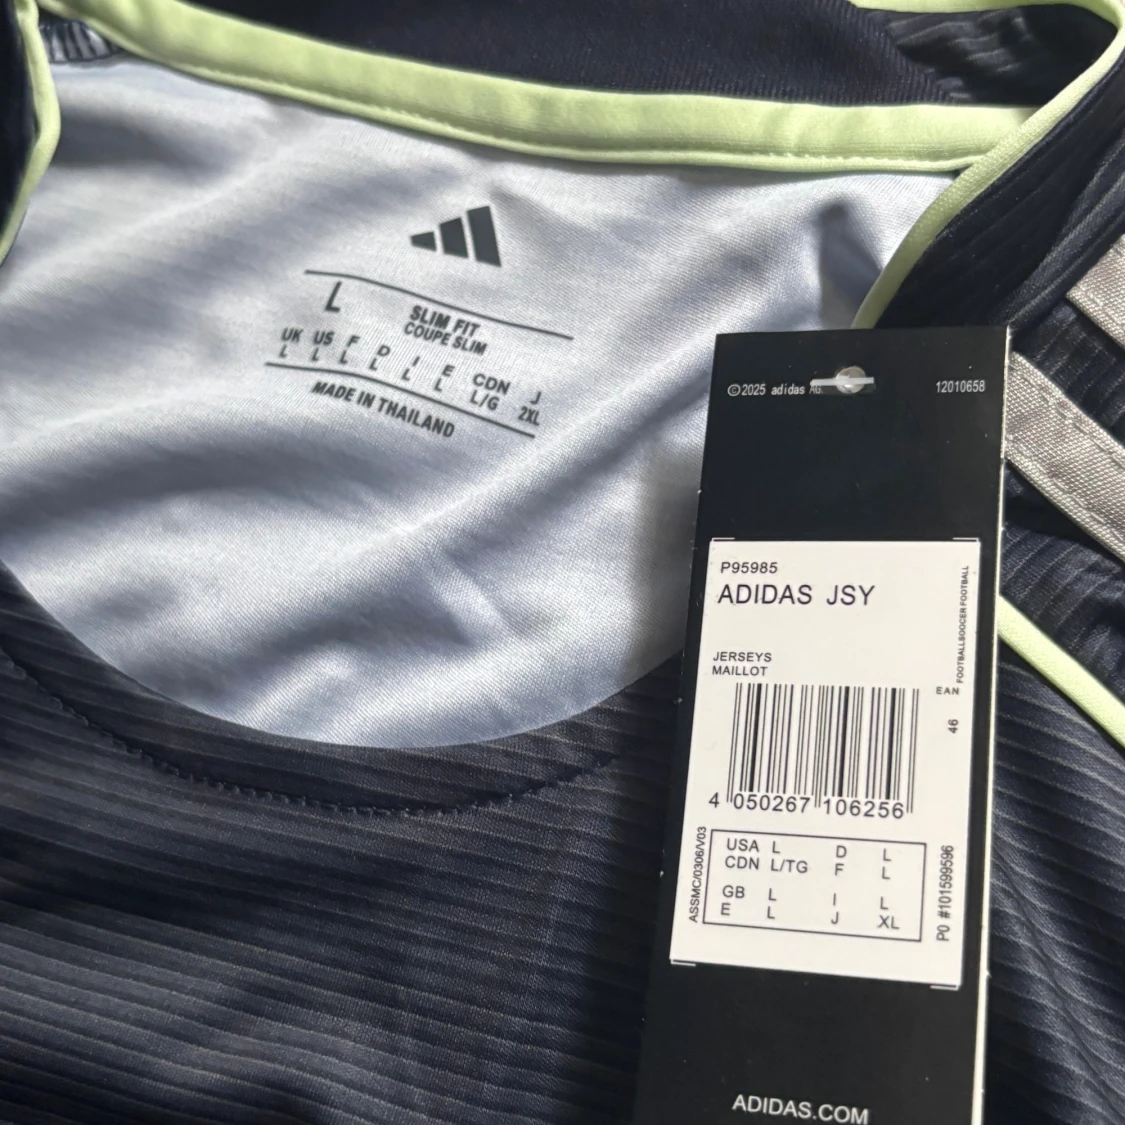 L
SLIM FIT
COUPE SLIM
UK US F D I E CDN J
L L L L L L L/G 2XL
MADE IN THAILAND
©2025 adidas AG.
12010658
P95985
ADIDAS JSY
JERSEYS
MAILLOT
FOOTBALLSOCCER FOOTBALL
EAN
46
4 050267 106256
ASSMC/0306/V03
USA L D L
CDN L/TG F L
GB L I L
E L J XL
PO #101599596
ADIDAS.COM